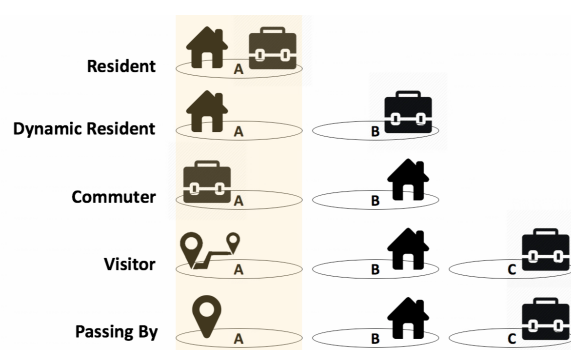 Resident A
Dynamic Resident A B
Commuter A B
Visitor A B C
Passing By A B C